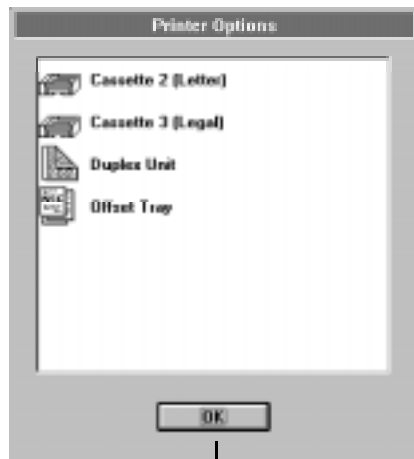 Printer Options
Cassette 2 (Letter)
Cassette 3 (Legal)
Duplex Unit
Offset Tray
OK